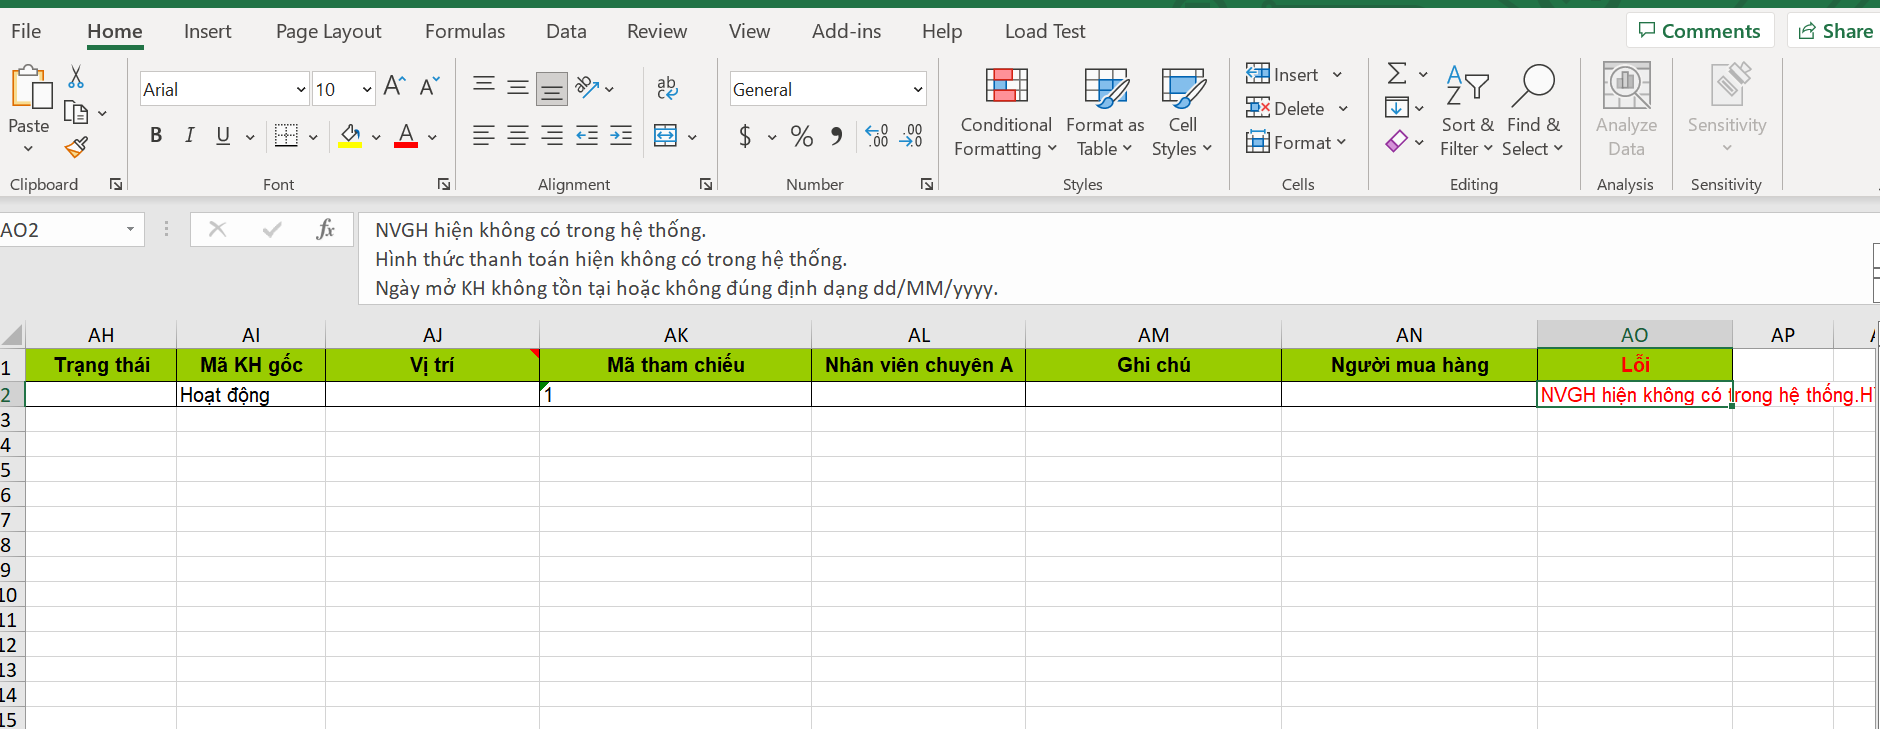 File Home Insert Page Layout Formulas Data Review View Add-ins Help Load Test Comments Share
Arial 10 General
Paste
B I U A $ % 9 
Conditional Formatting Format as Table Cell Styles
Insert
Delete
Format
Sort & Filter Find & Select
Analyze Data
Sensitivity
Clipboard Font Alignment Number Styles Cells Editing Analysis Sensitivity
AO2 fx NVGH hiện không có trong hệ thống.
Hình thức thanh toán hiện không có trong hệ thống.
Ngày mở KH không tồn tại hoặc không đúng định dạng dd/MM/yyyy.
AH AI AJ AK AL AM AN AO AP
1 Trạng thái Mã KH gốc Vị trí Mã tham chiếu Nhân viên chuyên A Ghi chú Người mua hàng Lỗi
2 Hoạt động 1 NVGH hiện không có trong hệ thống.H
3
4
5
6
7
8
9
10
11
12
13
14
15